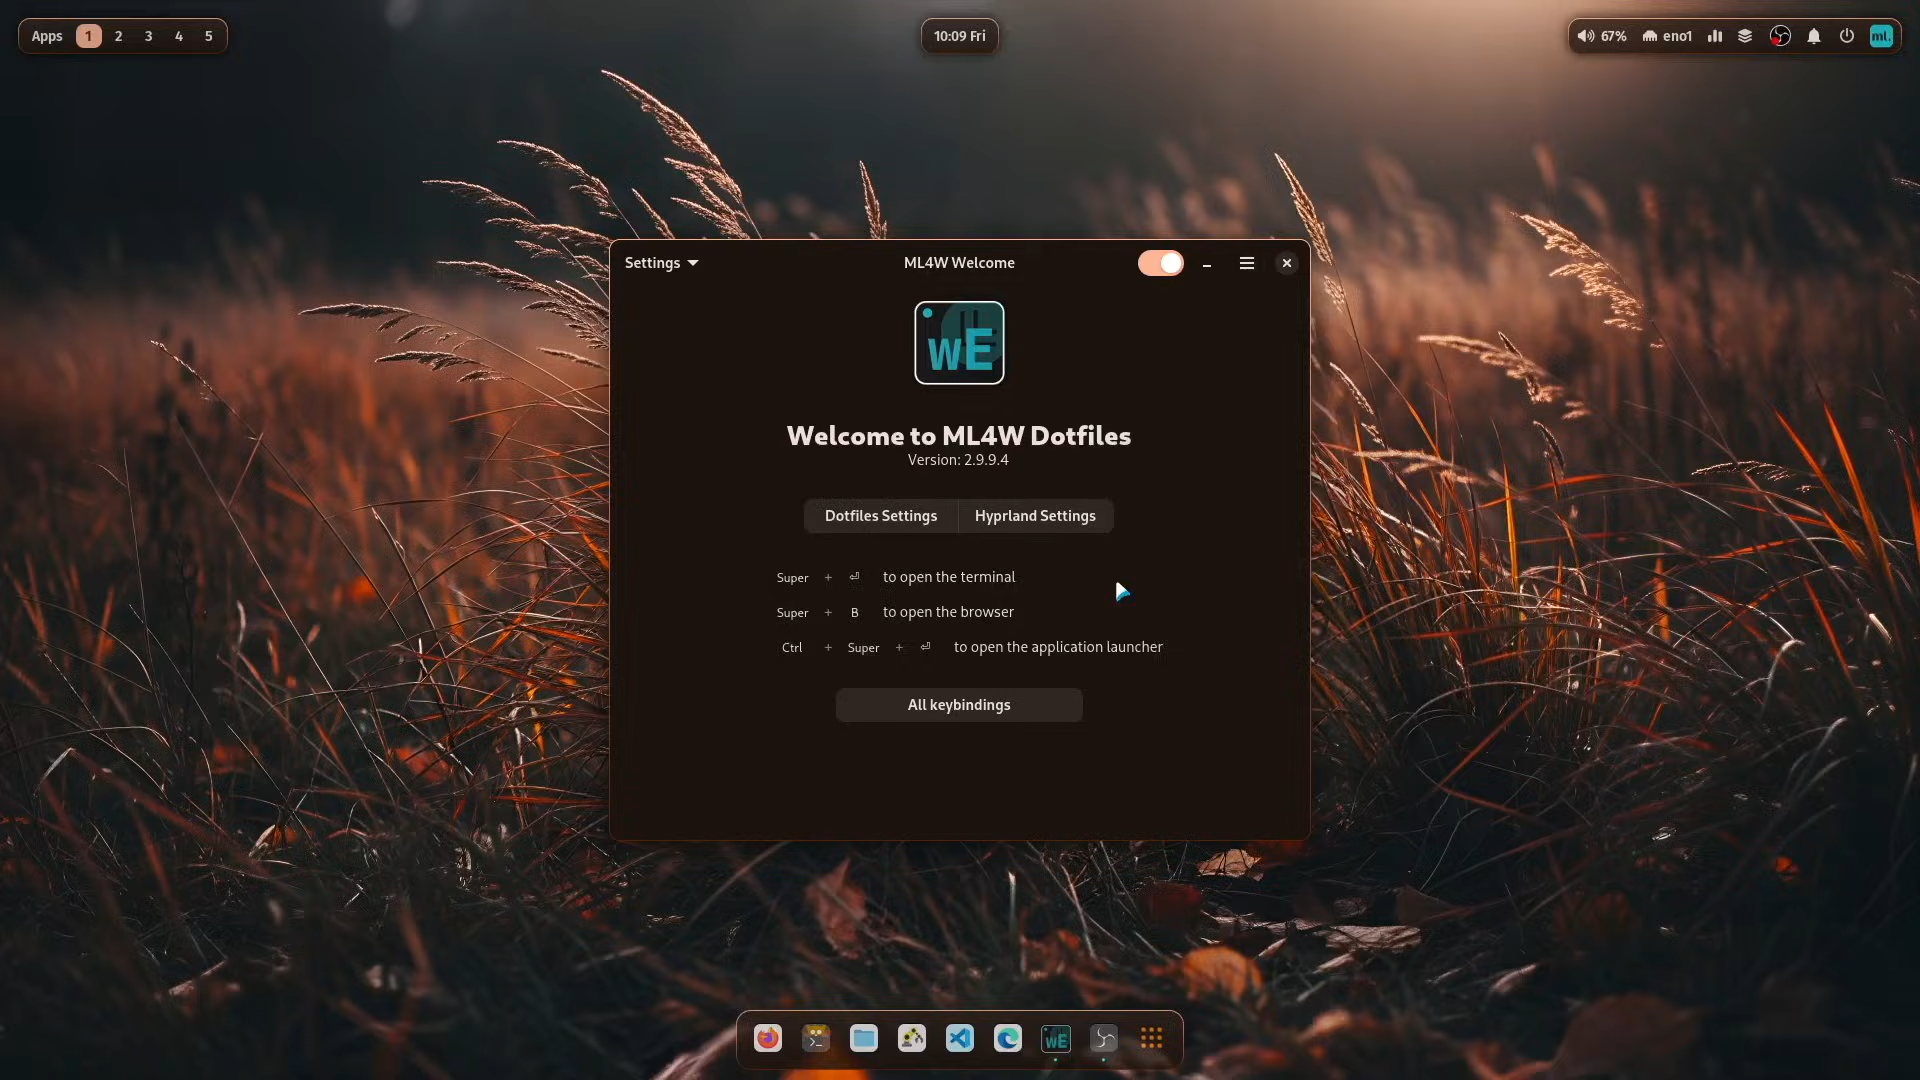 Apps 1 2 3 4 5
10:09 Fri
67% eno1 ml.
Settings
ML4W Welcome
wE
Welcome to ML4W Dotfiles
Version: 2.9.9.4
Dotfiles Settings
Hyprland Settings
Super + ⏎ to open the terminal
Super + B to open the browser
Ctrl + Super + ⏎ to open the application launcher
All keybindings
wE